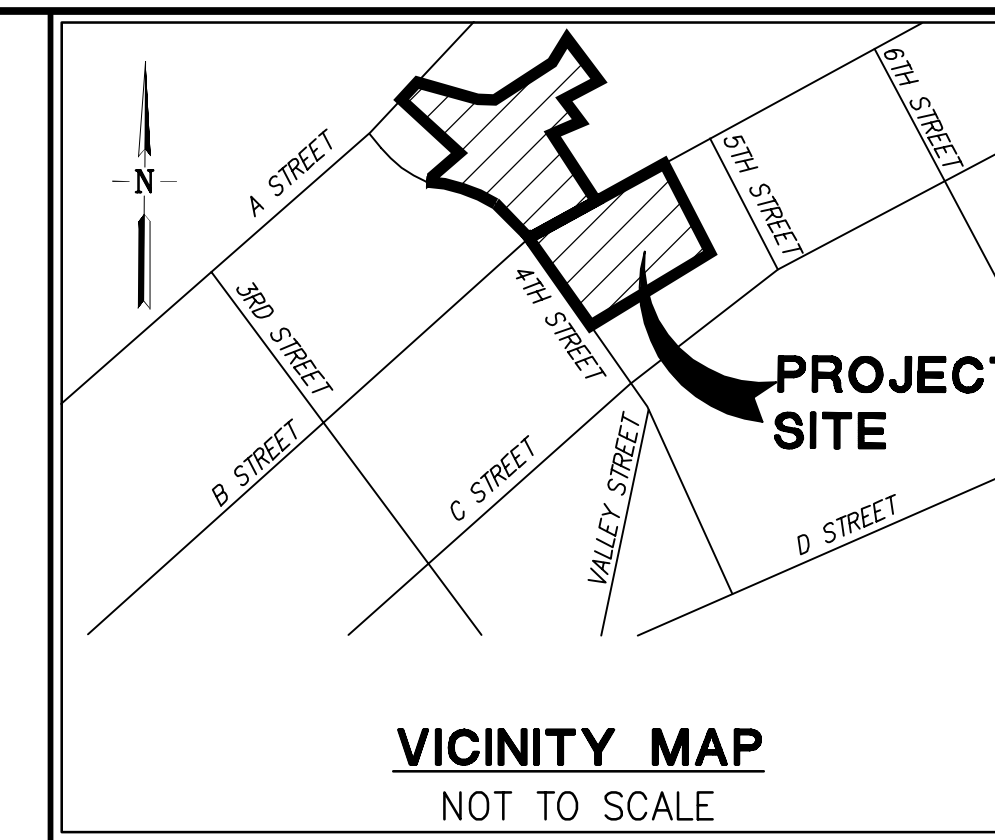 6TH STREET
A STREET
5TH STREET
N
3RD STREET
4TH STREET
PROJECT
SITE
B STREET
C STREET
VALLEY STREET
D STREET
VICINITY MAP
NOT TO SCALE